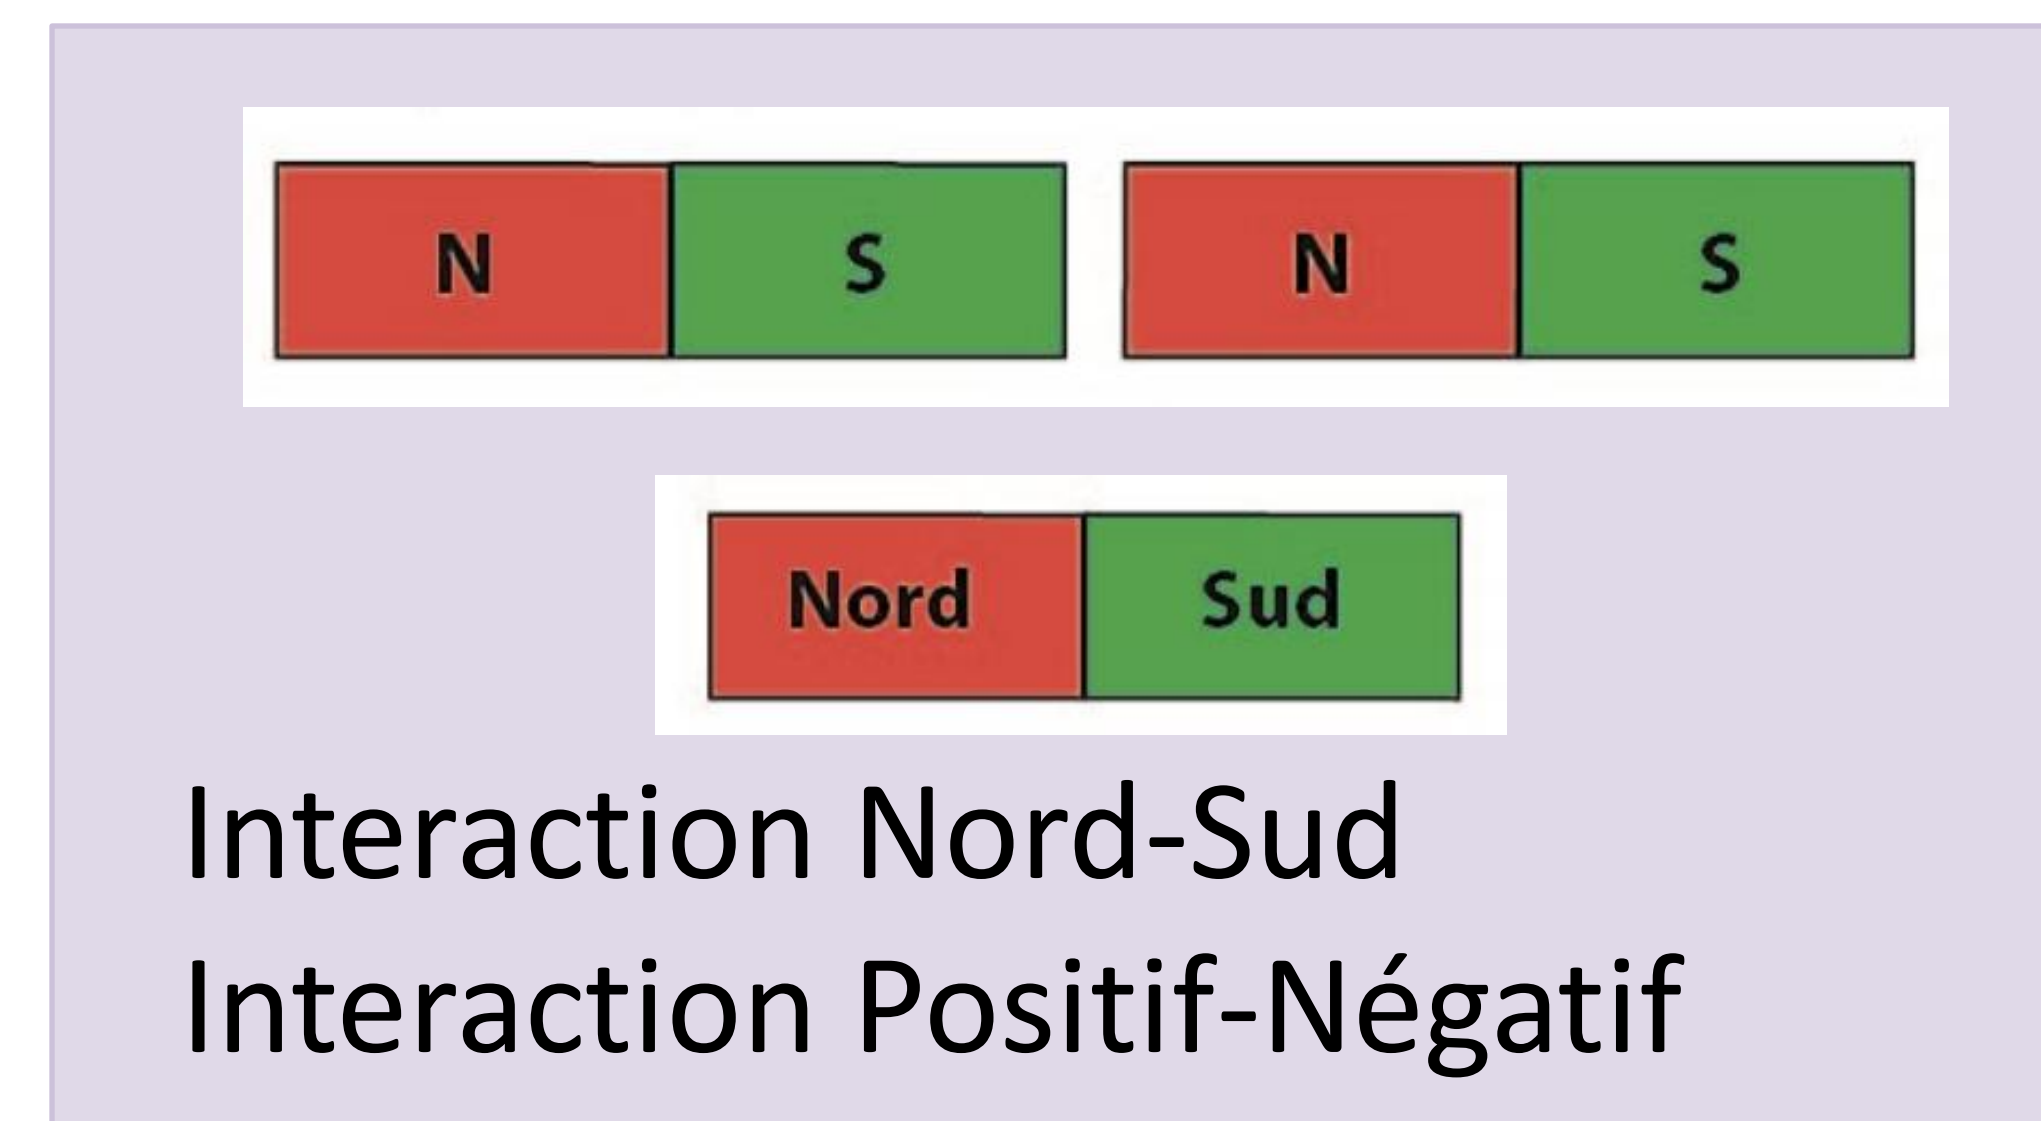 N S N S
Nord Sud
Interaction Nord-Sud
Interaction Positif-Négatif